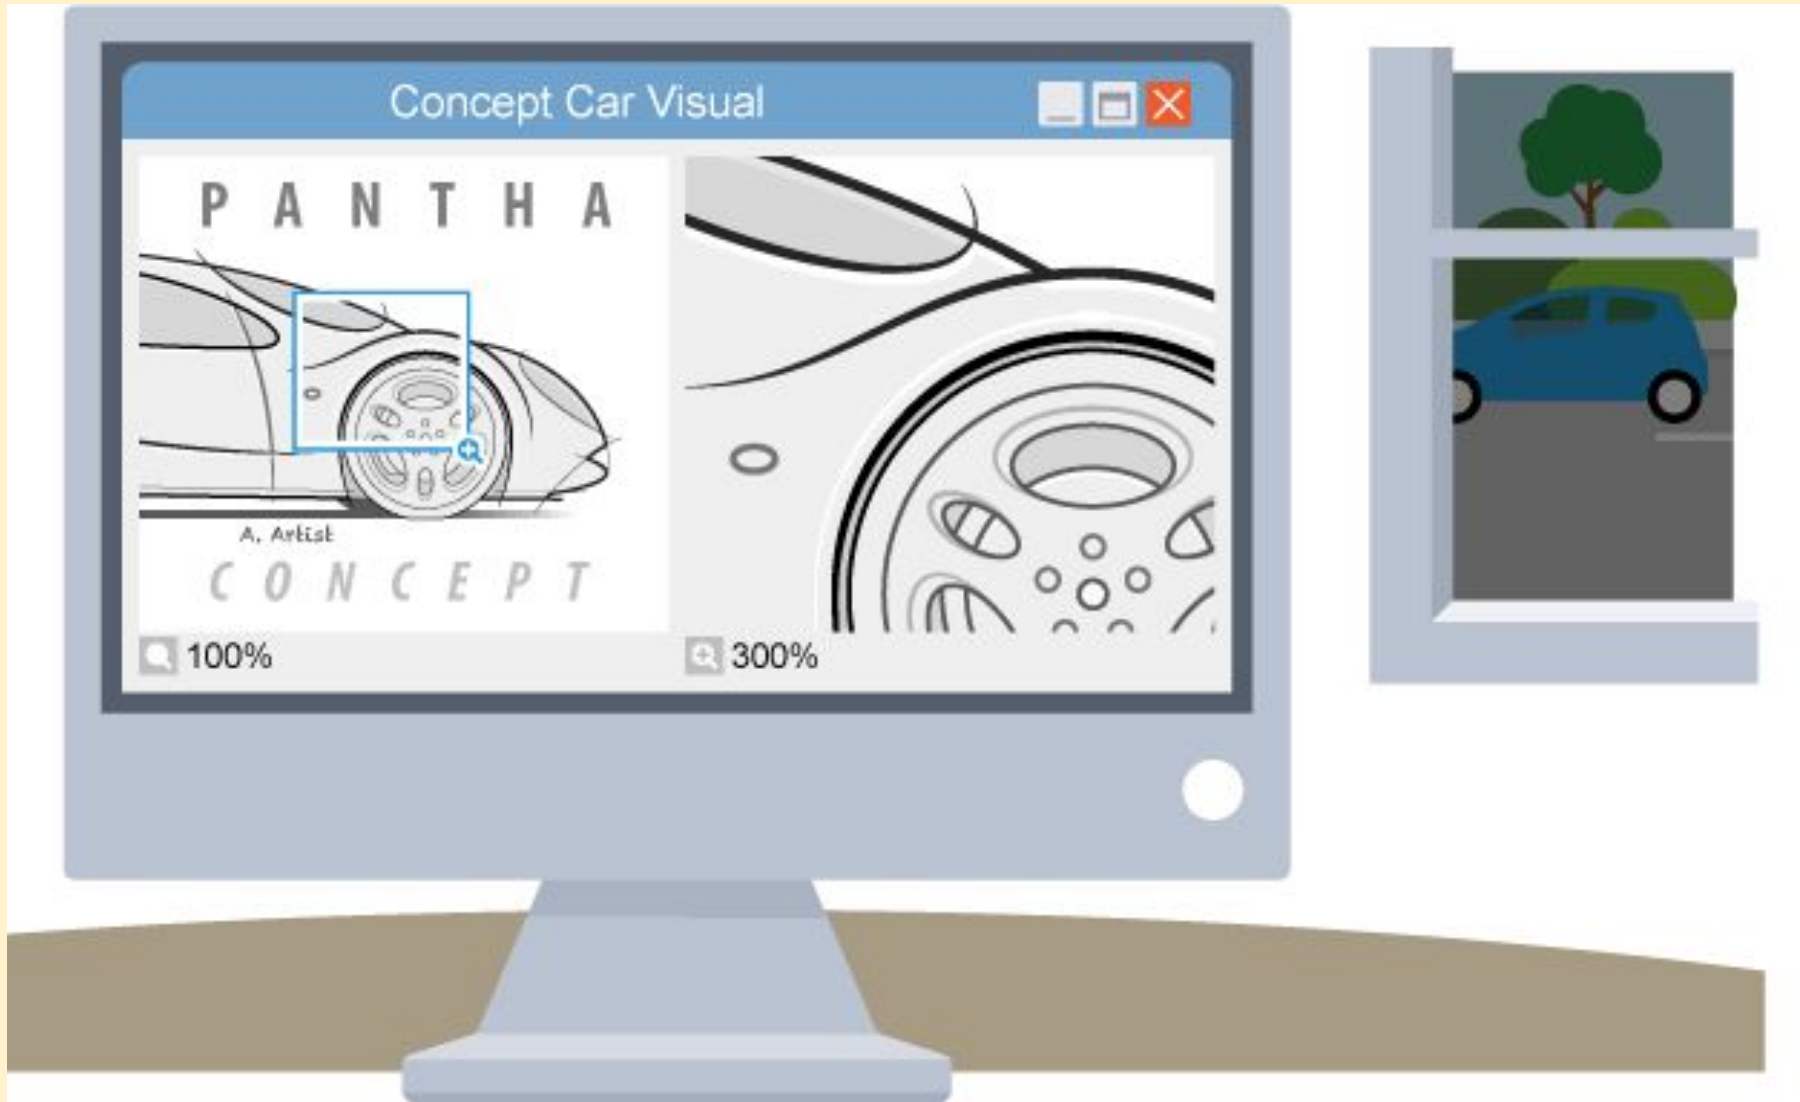 Concept Car Visual
PANTHA
A. Artist
CONCEPT
100%
300%